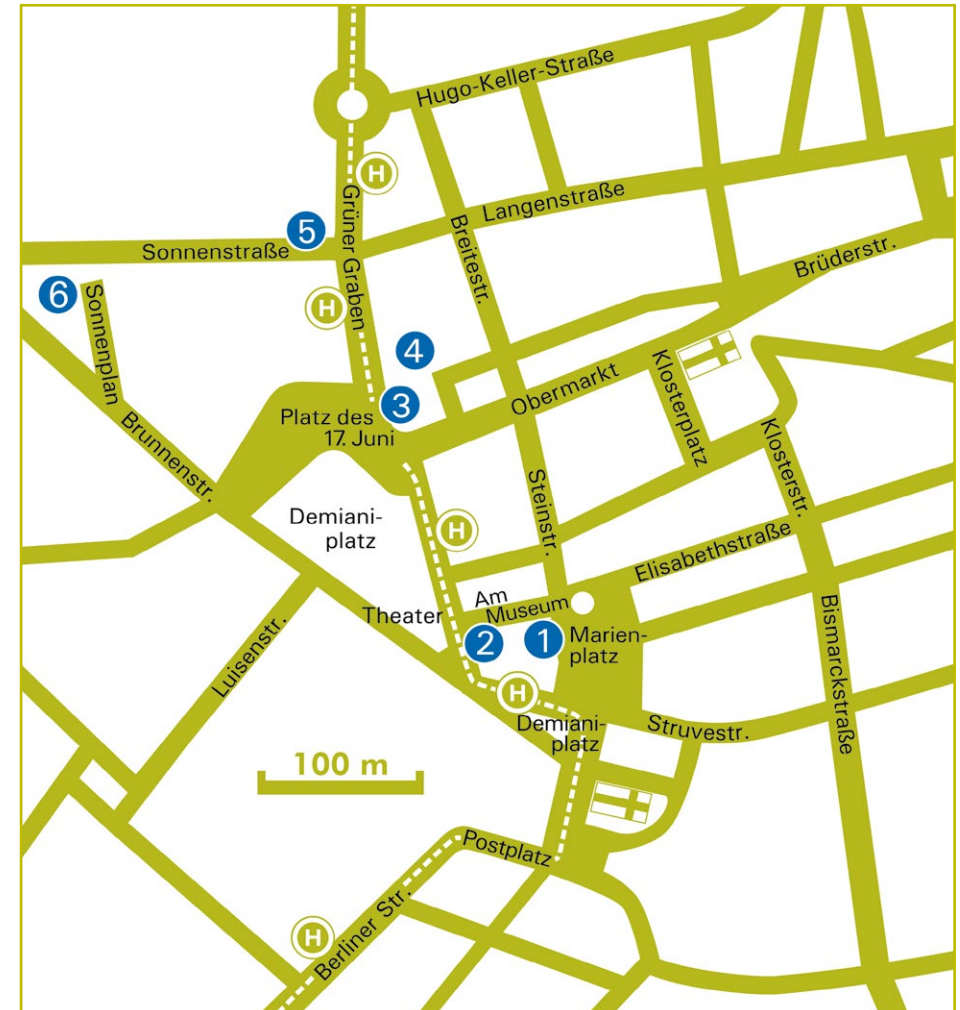 Hugo-Keller-Straße
H
Grüner Graben
Langenstraße
Breitestr.
5
Sonnenstraße
Brüderstr.
6
Sonnenplan
H
4
Klosterplatz
Obermarkt
3
Platz des
17. Juni
Brunnenstr.
Klosterstr.
Steinstr.
Demiani-
platz
H
Elisabethstraße
Am
Museum
Theater
2
1
Marien-
platz
Bismarckstraße
Luisenstr.
H
Demiani-
platz
Struvestr.
100 m
Postplatz
H
Berliner Str.